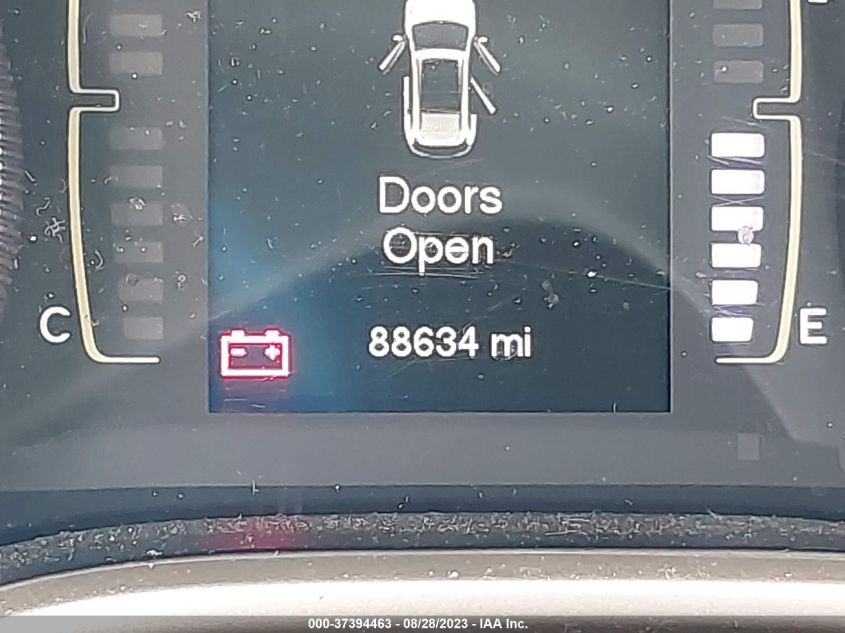 Doors
Open
C
88634 mi
E
000-37394463 - 08/28/2023 - IAA Inc.